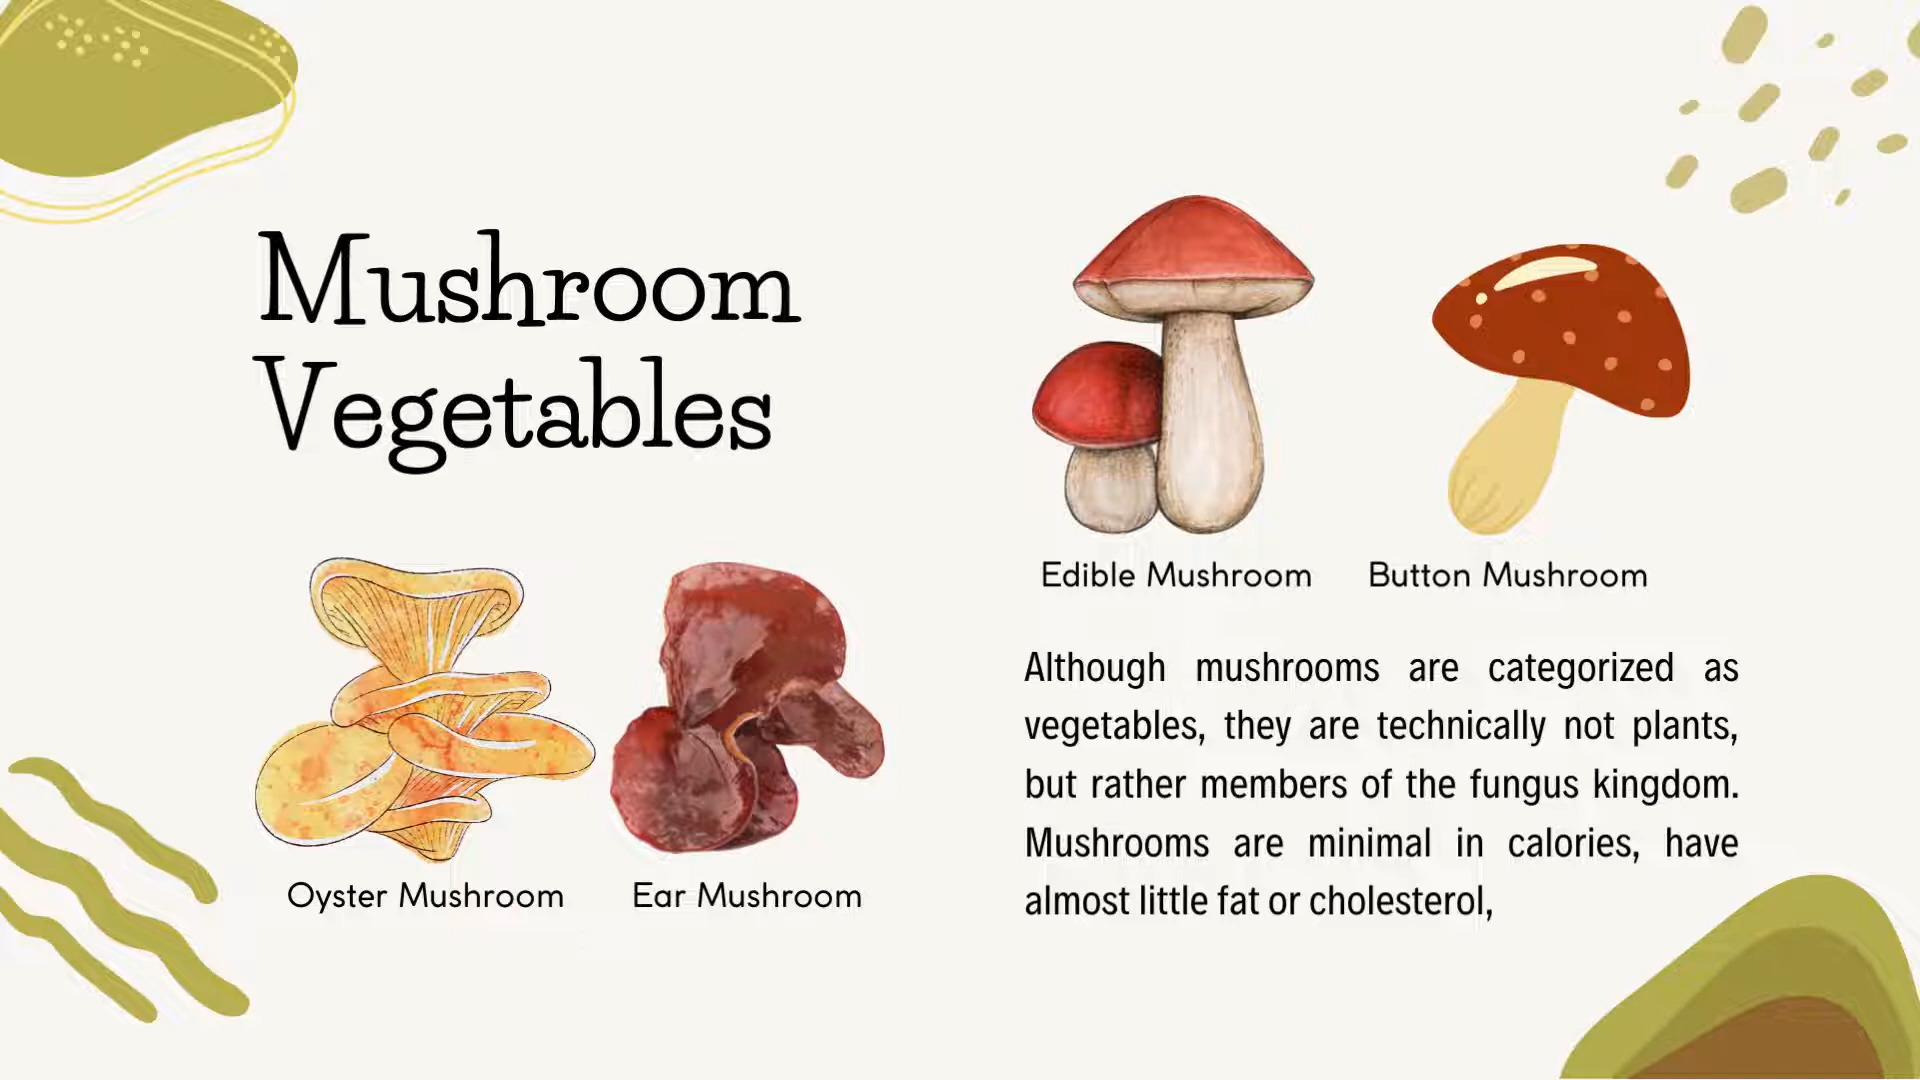 Mushroom
Vegetables
Oyster Mushroom
Ear Mushroom
Edible Mushroom
Button Mushroom
Although mushrooms are categorized as
vegetables, they are technically not plants,
but rather members of the fungus kingdom.
Mushrooms are minimal in calories, have
almost little fat or cholesterol,